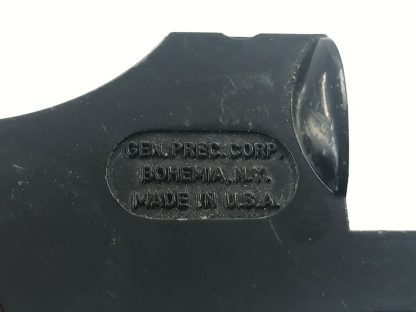 GEN. PREC. CORP.
BOHEMIA, N.Y.
MADE IN U.S.A.